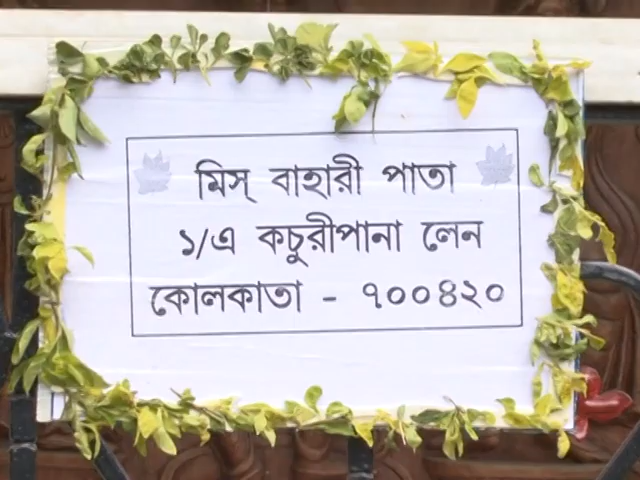 মিস্ বাহারী পাতা
১/এ কচুরীপানা লেন
কোলকাতা - ৭০০৪২০